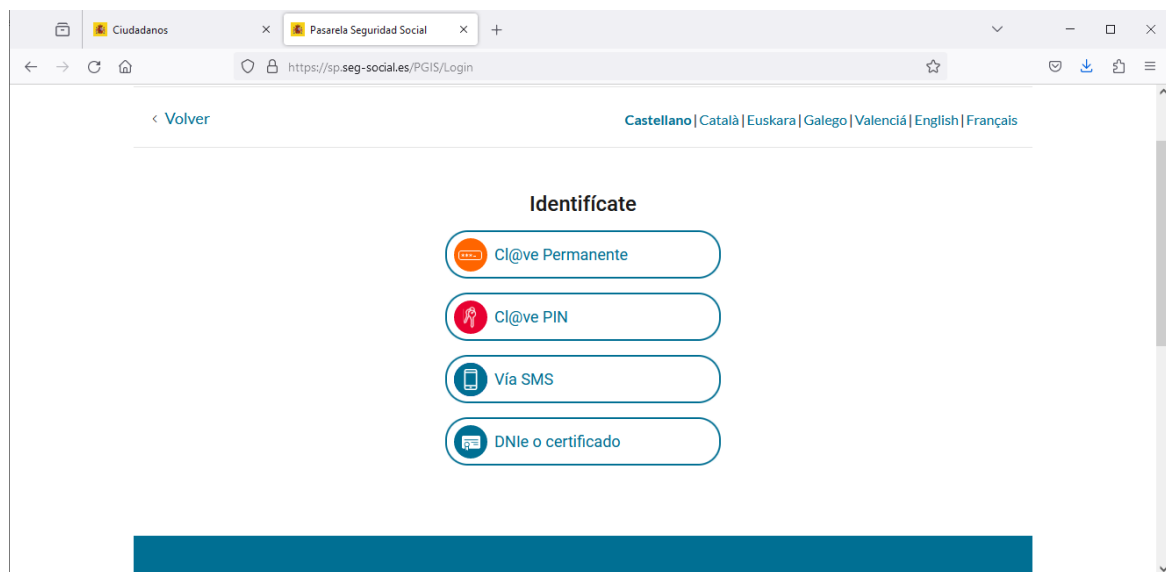 Ciudadanos
Pasarela Seguridad Social
https://sp.seg-social.es/PGIS/Login
Volver
Castellano|Català|Euskara|Galego|Valenciá|English|Français
Identifícate
Cl@ve Permanente
Cl@ve PIN
Vía SMS
DNIe o certificado